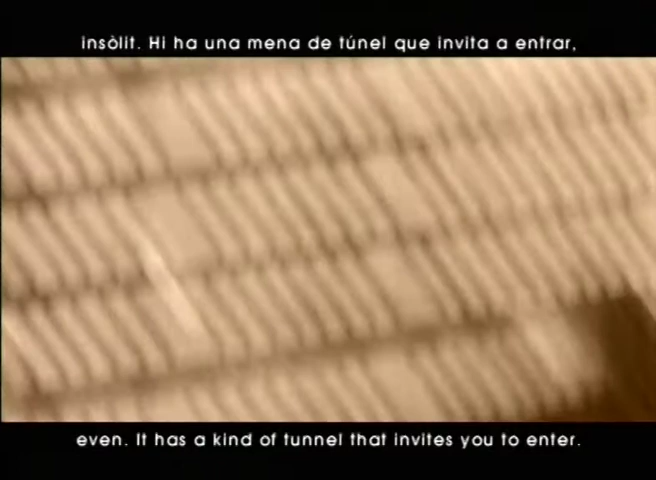 insòlit. Hi ha una mena de túnel que invita a entrar,
even. It has a kind of tunnel that invites you to enter.